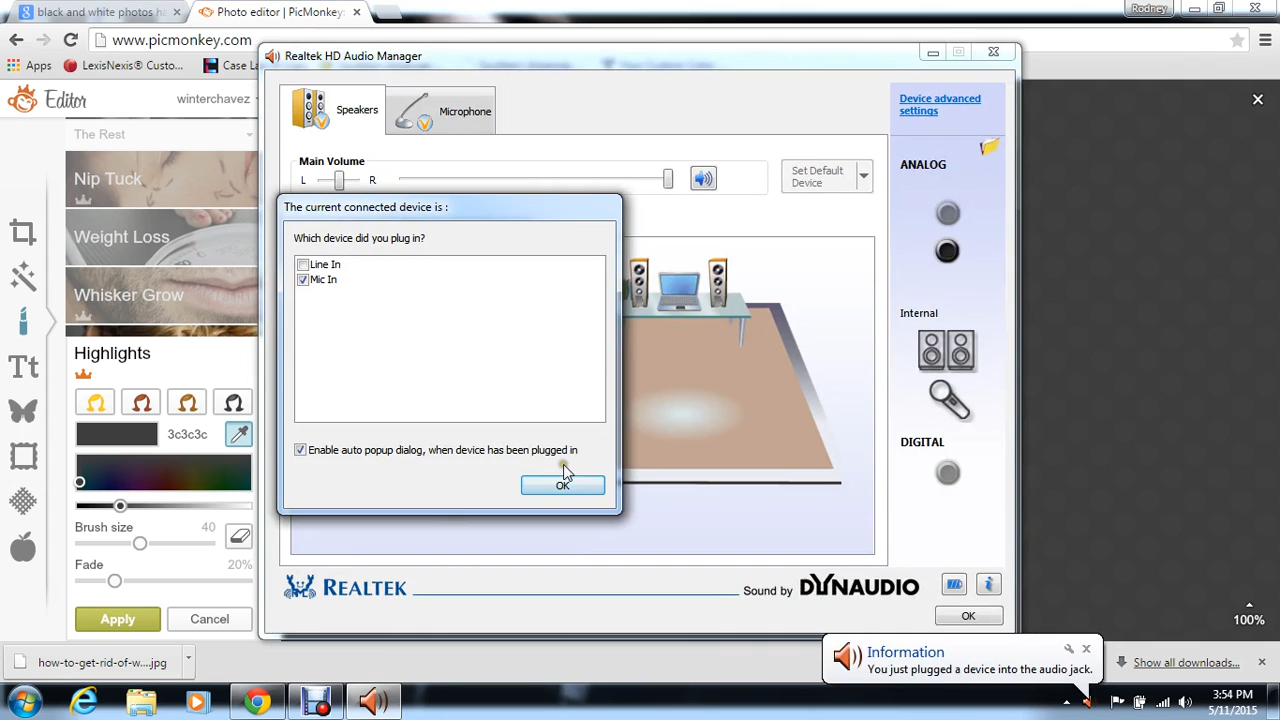 black and white photos ha
Photo editor | PicMonkey:
Rodney
www.picmonkey.com
Apps
LexisNexis® Custo...
Case La
Realtek HD Audio Manager
Editor
winterchavez
Speakers
Microphone
Device advanced
settings
The Rest
Main Volume
L
R
Set Default
Device
ANALOG
Nip Tuck
The current connected device is :
Which device did you plug in?
Weight Loss
Line In
Mic In
Whisker Grow
Internal
Highlights
3c3c3c
Enable auto popup dialog, when device has been plugged in
DIGITAL
OK
Brush size
40
Fade
20%
REALTEK
Sound by DYNAUDIO
Apply
Cancel
OK
100%
Information
You just plugged a device into the audio jack.
how-to-get-rid-of-w....jpg
Show all downloads...
Tt
3:54 PM
5/11/2015